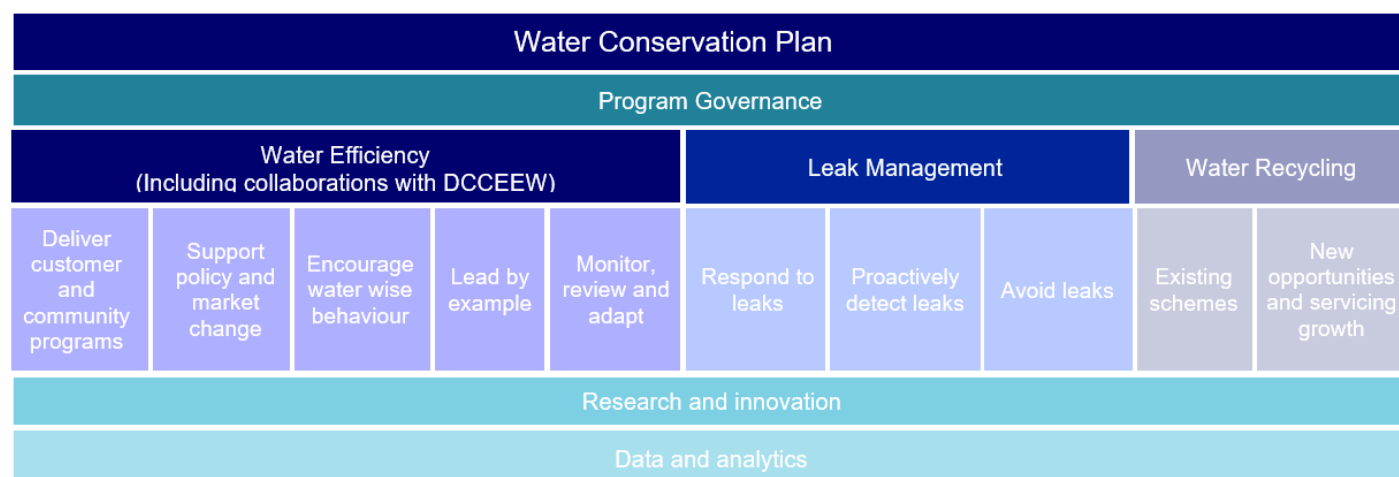 Water Conservation Plan
Program Governance
Water Efficiency
(Including collaborations with DCCEEW)
Leak Management
Water Recycling
Deliver
customer
and
community
programs
Support
policy and
market
change
Encourage
water wise
behaviour
Lead by
example
Monitor,
review and
adapt
Respond to
leaks
Proactively
detect leaks
Avoid leaks
Existing
schemes
New
opportunities
and servicing
growth
Research and innovation
Data and analytics